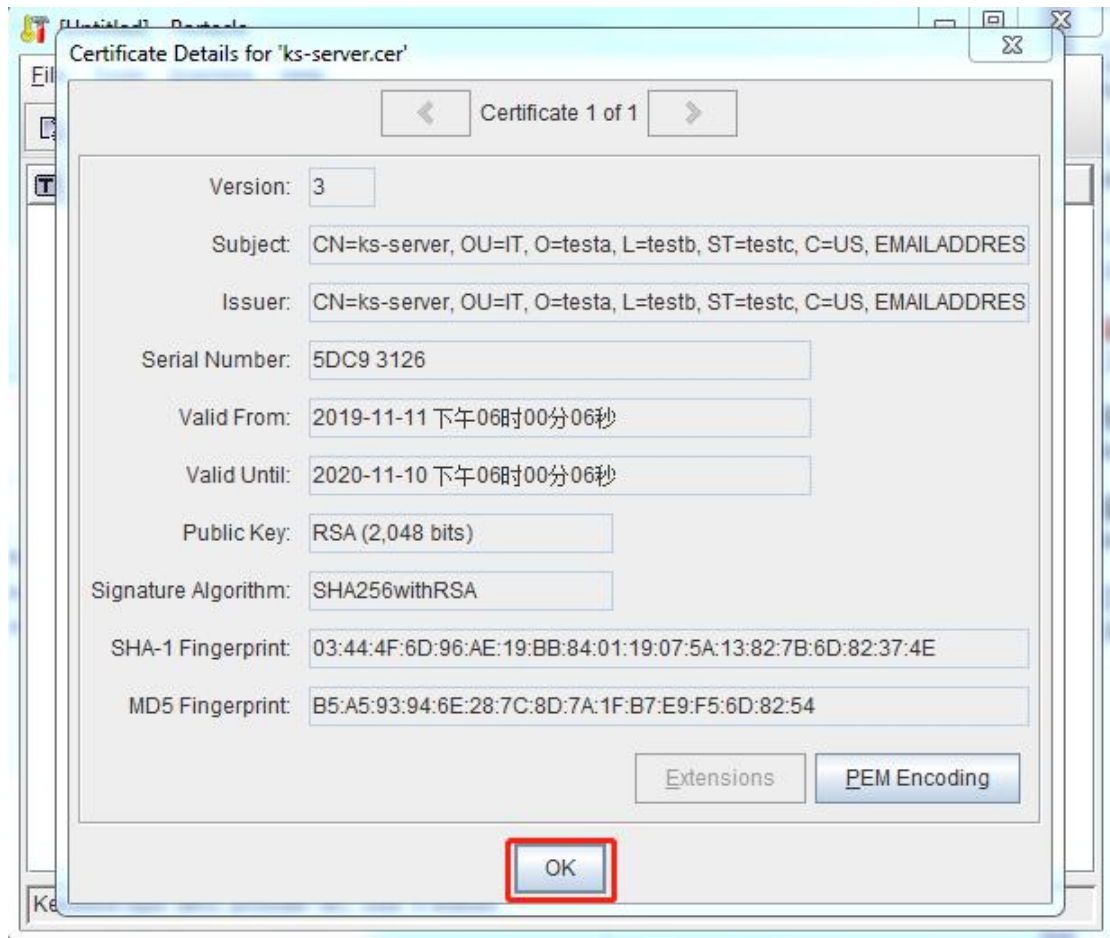 [Untitled] - Portecle
Certificate Details for 'ks-server.cer'
Fil
Certificate 1 of 1
Version: 3
Subject: CN=ks-server, OU=IT, O=testa, L=testb, ST=testc, C=US, EMAILADDRES
Issuer: CN=ks-server, OU=IT, O=testa, L=testb, ST=testc, C=US, EMAILADDRES
Serial Number: 5DC9 3126
Valid From: 2019-11-11 下午06时00分06秒
Valid Until: 2020-11-10 下午06时00分06秒
Public Key: RSA (2,048 bits)
Signature Algorithm: SHA256withRSA
SHA-1 Fingerprint: 03:44:4F:6D:96:AE:19:BB:84:01:19:07:5A:13:82:7B:6D:82:37:4E
MD5 Fingerprint: B5:A5:93:94:6E:28:7C:8D:7A:1F:B7:E9:F5:6D:82:54
Extensions PEM Encoding
OK